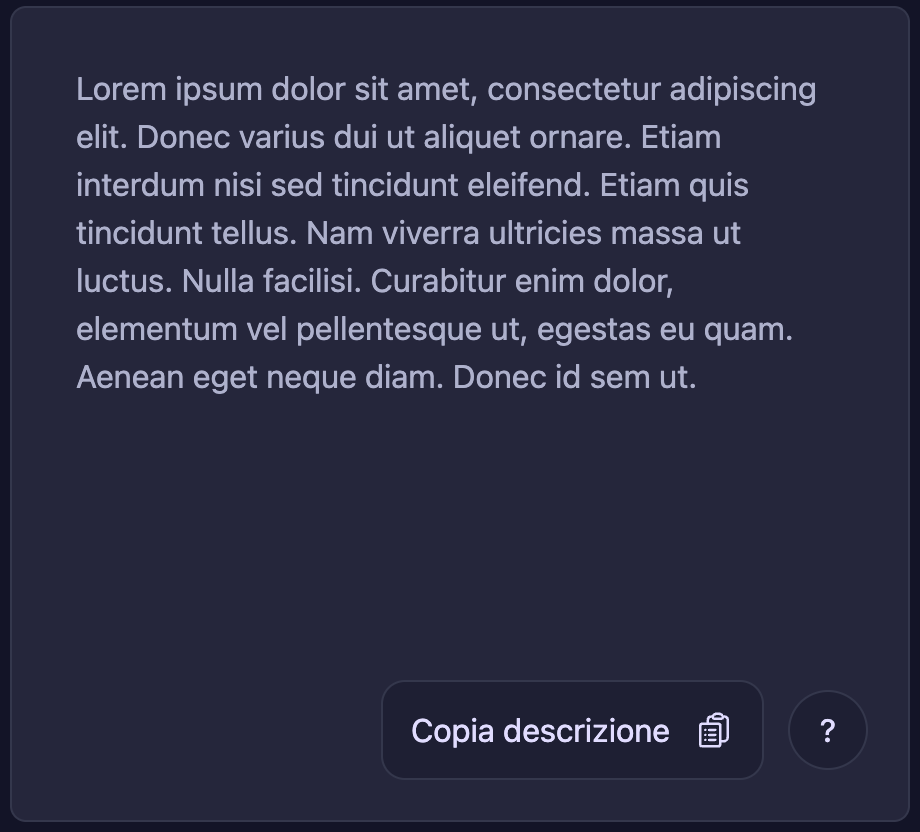 Lorem ipsum dolor sit amet, consectetur adipiscing
elit. Donec varius dui ut aliquet ornare. Etiam
interdum nisi sed tincidunt eleifend. Etiam quis
tincidunt tellus. Nam viverra ultricies massa ut
luctus. Nulla facilisi. Curabitur enim dolor,
elementum vel pellentesque ut, egestas eu quam.
Aenean eget neque diam. Donec id sem ut.
Copia descrizione
?